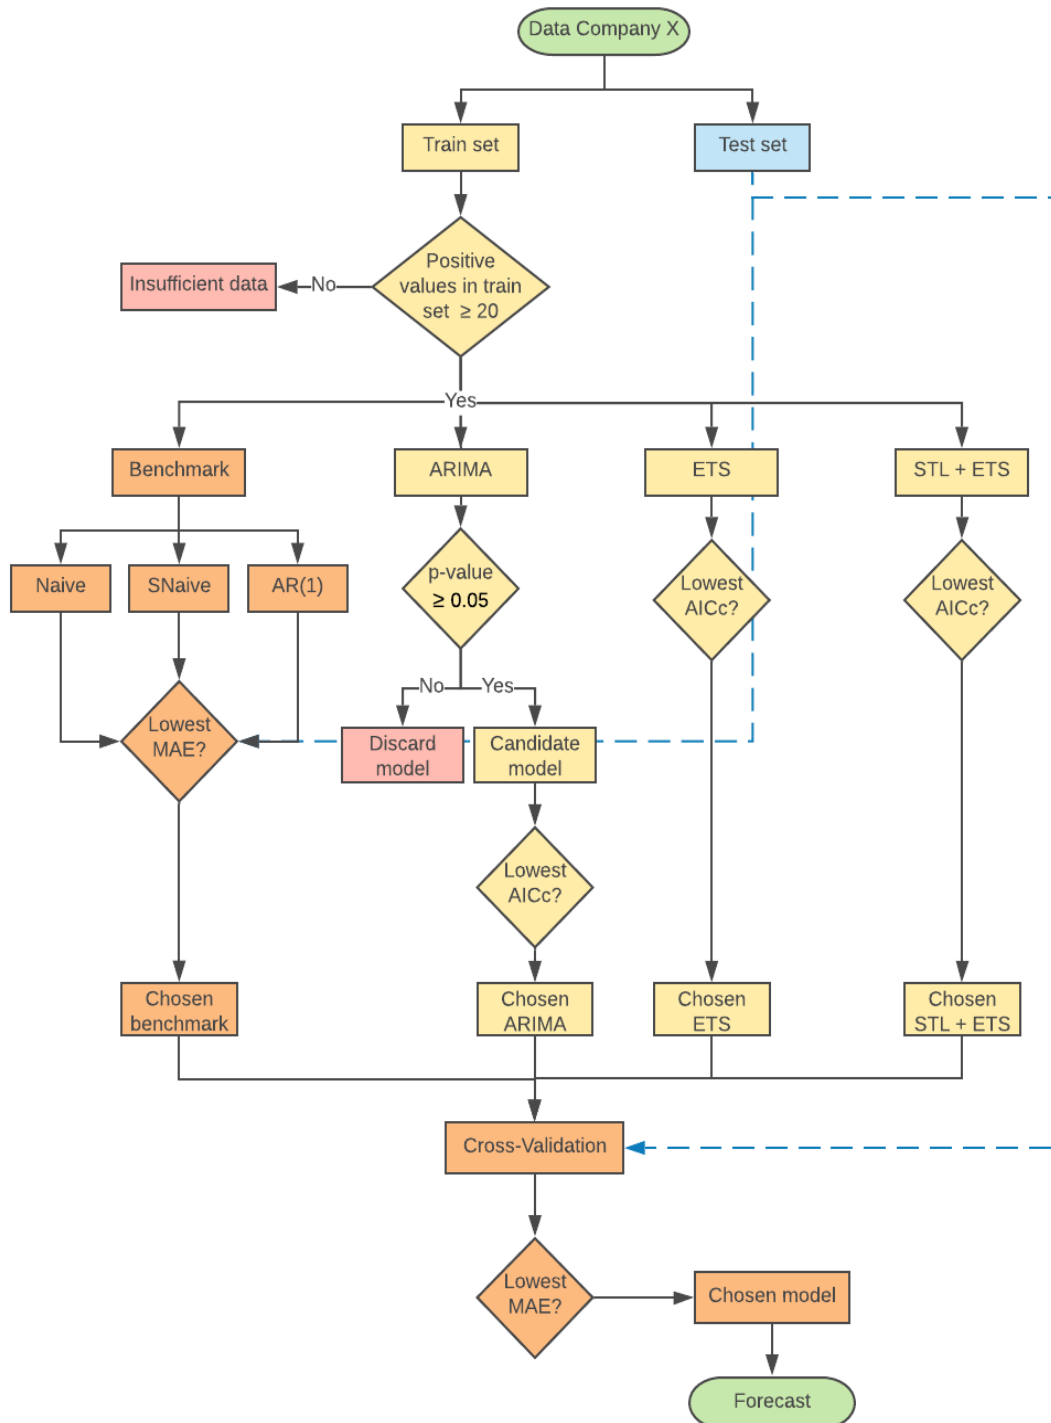 Data Company X
Train set
Test set
Positive
values in train
set ≥ 20
Insufficient data
No
Yes
Benchmark
ARIMA
ETS
STL + ETS
Naive
SNaive
AR(1)
p-value
≥ 0.05
Lowest
AICc?
Lowest
AICc?
No
Yes
Lowest
MAE?
Discard
model
Candidate
model
Lowest
AICc?
Chosen
benchmark
Chosen
ARIMA
Chosen
ETS
Chosen
STL + ETS
Cross-Validation
Lowest
MAE?
Chosen model
Forecast